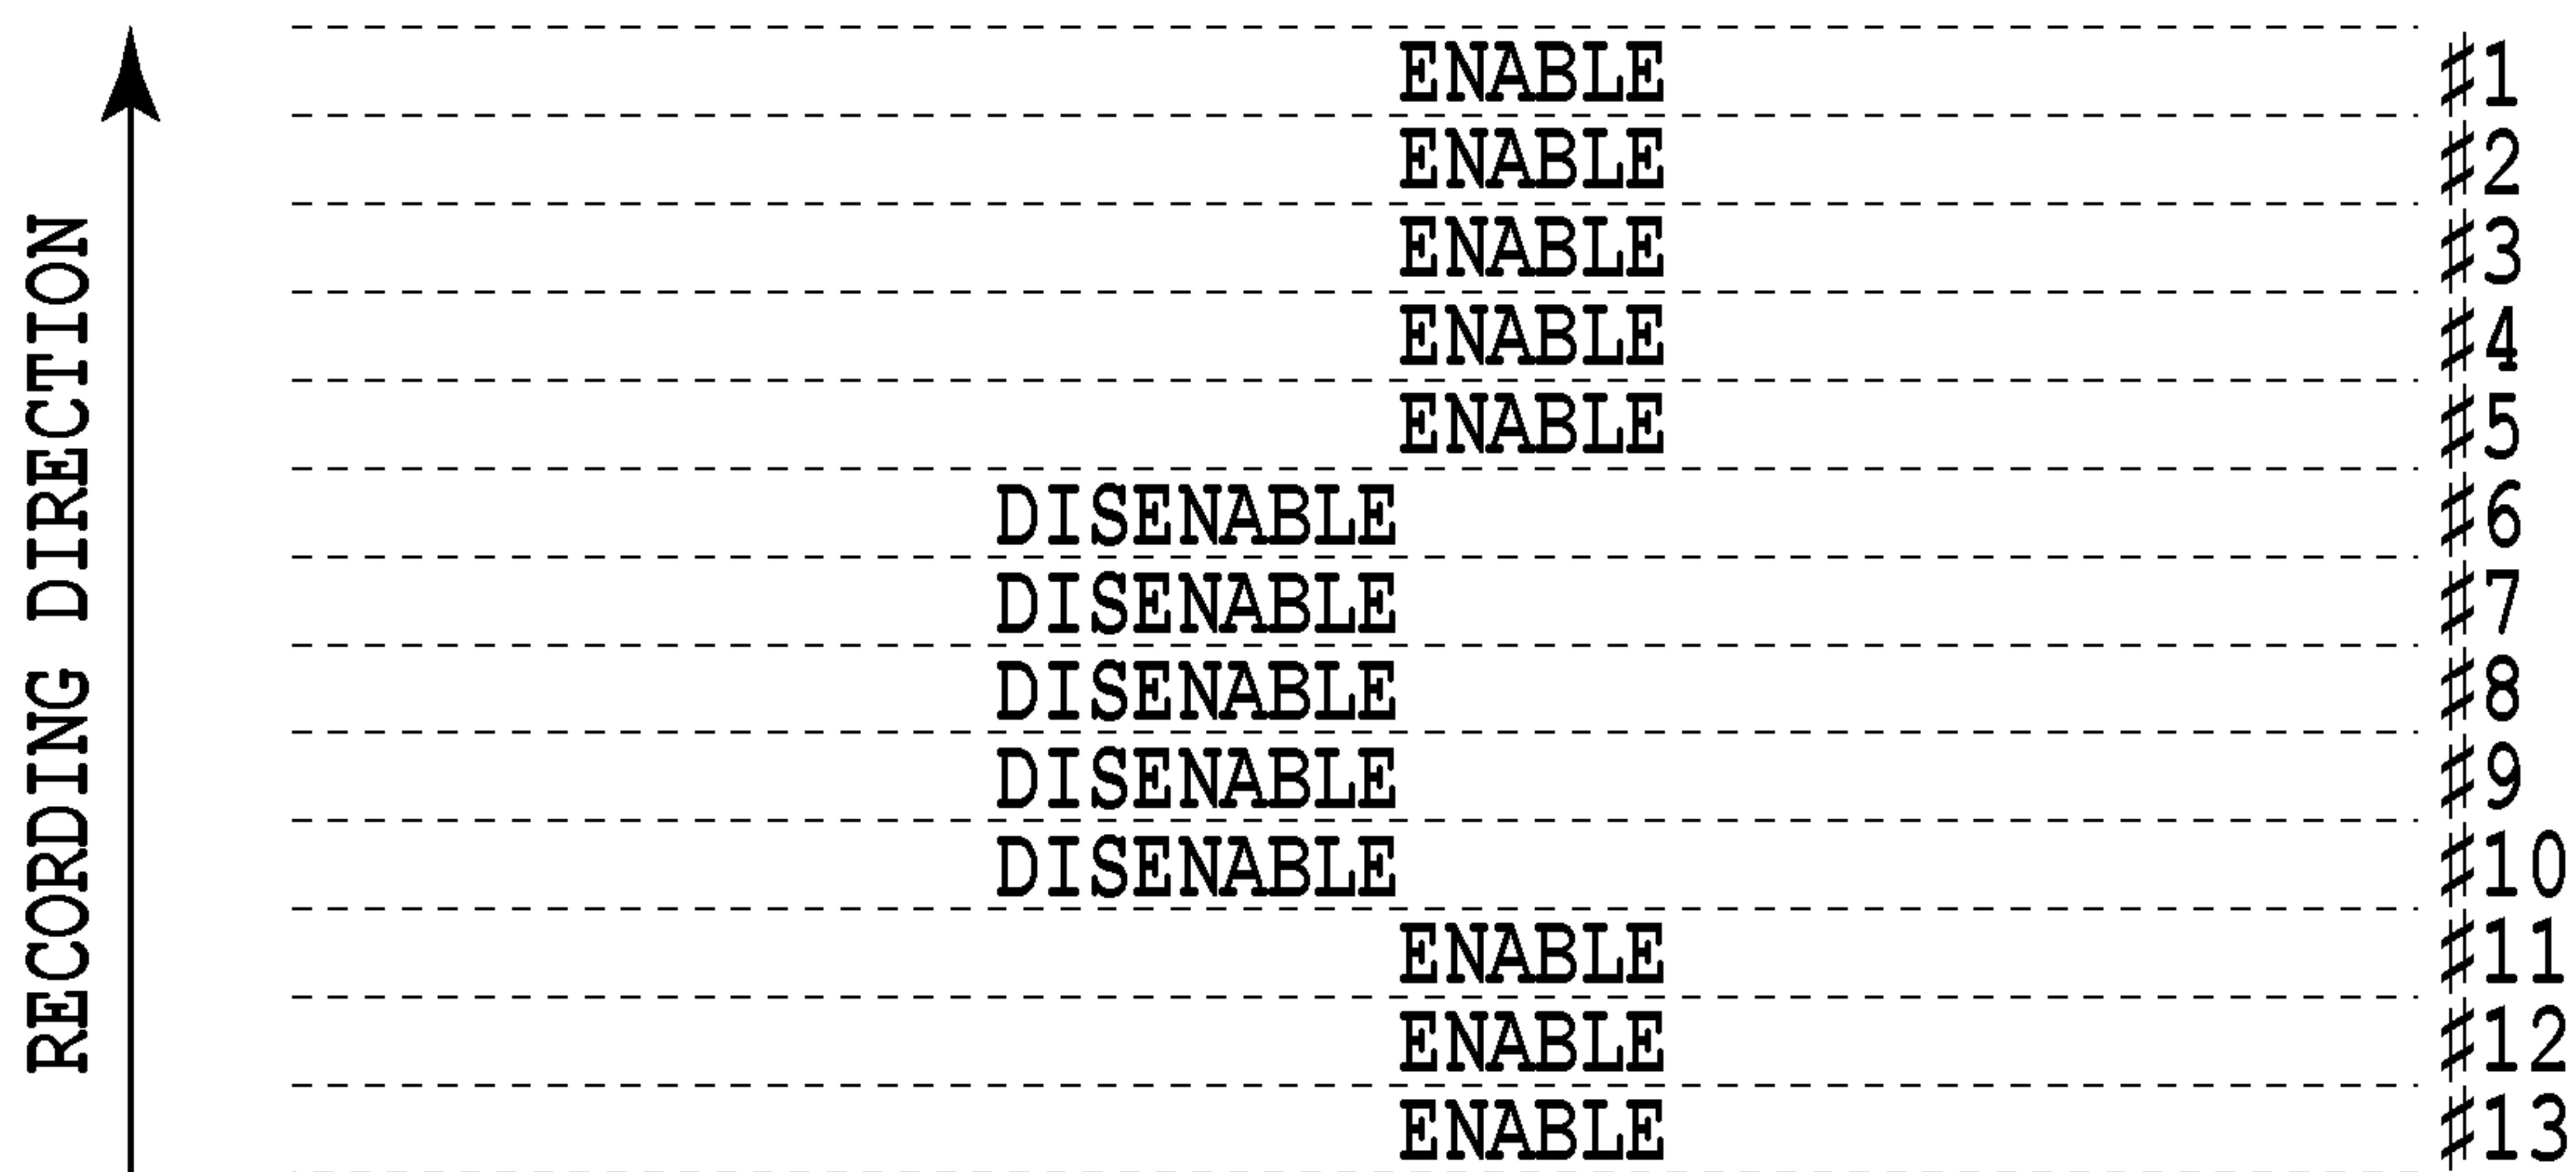 RECORDING DIRECTION
ENABLE #1
ENABLE #2
ENABLE #3
ENABLE #4
ENABLE #5
DISENABLE #6
DISENABLE #7
DISENABLE #8
DISENABLE #9
DISENABLE #10
ENABLE #11
ENABLE #12
ENABLE #13